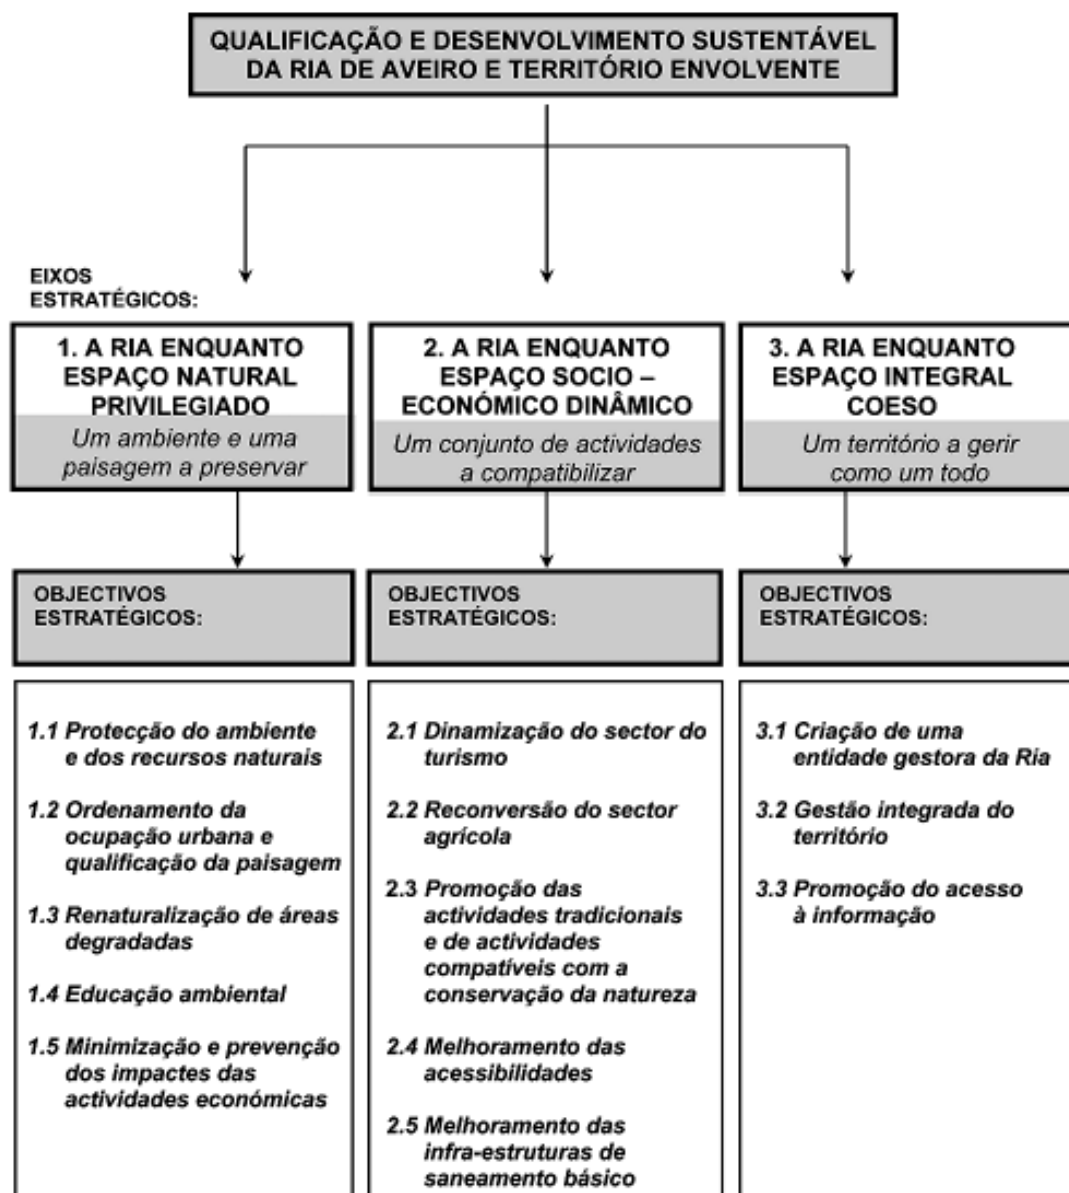 QUALIFICAÇÃO E DESENVOLVIMENTO SUSTENTÁVEL
DA RIA DE AVEIRO E TERRITÓRIO ENVOLVENTE
EIXOS
ESTRATÉGICOS:
1. A RIA ENQUANTO
ESPAÇO NATURAL
PRIVILEGIADO
Um ambiente e uma
paisagem a preservar
2. A RIA ENQUANTO
ESPAÇO SOCIO –
ECONÓMICO DINÂMICO
Um conjunto de actividades
a compatibilizar
3. A RIA ENQUANTO
ESPAÇO INTEGRAL
COESO
Um território a gerir
como um todo
OBJECTIVOS
ESTRATÉGICOS:
1.1 Protecção do ambiente
e dos recursos naturais
1.2 Ordenamento da
ocupação urbana e
qualificação da paisagem
1.3 Renaturalização de áreas
degradadas
1.4 Educação ambiental
1.5 Minimização e prevenção
dos impactes das
actividades económicas
OBJECTIVOS
ESTRATÉGICOS:
2.1 Dinamização do sector do
turismo
2.2 Reconversão do sector
agrícola
2.3 Promoção das
actividades tradicionais
e de actividades
compatíveis com a
conservação da natureza
2.4 Melhoramento das
acessibilidades
2.5 Melhoramento das
infra-estruturas de
saneamento básico
OBJECTIVOS
ESTRATÉGICOS:
3.1 Criação de uma
entidade gestora da Ria
3.2 Gestão integrada do
território
3.3 Promoção do acesso
à informação